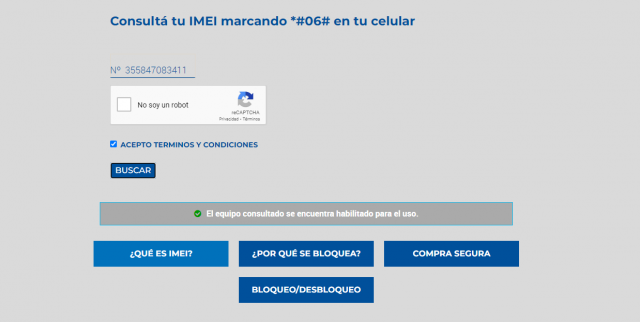 Consultá tu IMEI marcando *#06# en tu celular
Nº 355847083411
No soy un robot
reCAPTCHA
Privacidad - Términos
ACEPTO TERMINOS Y CONDICIONES
BUSCAR
El equipo consultado se encuentra habilitado para el uso.
¿QUÉ ES IMEI?
¿POR QUÉ SE BLOQUEA?
COMPRA SEGURA
BLOQUEO/DESBLOQUEO